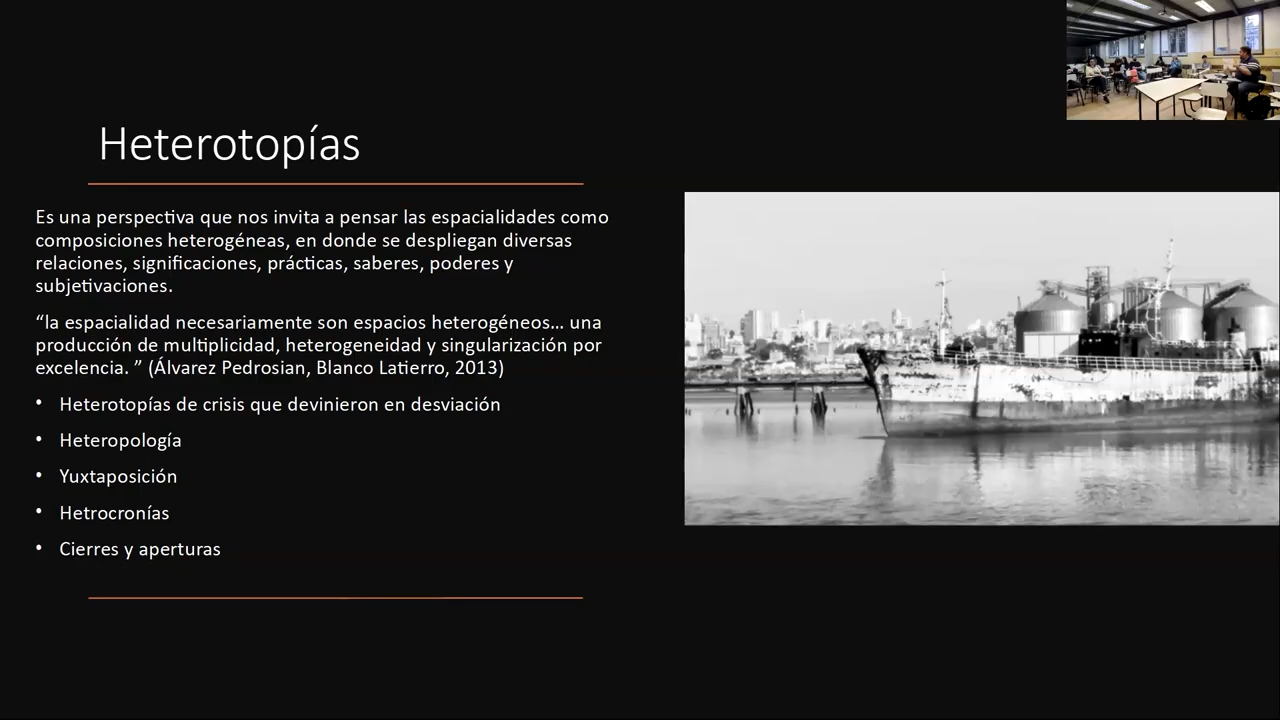 Heterotopías
Es una perspectiva que nos invita a pensar las espacialidades como
composiciones heterogéneas, en donde se despliegan diversas
relaciones, significaciones, prácticas, saberes, poderes y
subjetivaciones.
“la espacialidad necesariamente son espacios heterogéneos… una
producción de multiplicidad, heterogeneidad y singularización por
excelencia. ” (Álvarez Pedrosian, Blanco Latierro, 2013)
• Heterotopías de crisis que devinieron en desviación
• Heteropología
• Yuxtaposición
• Hetrocronías
• Cierres y aperturas